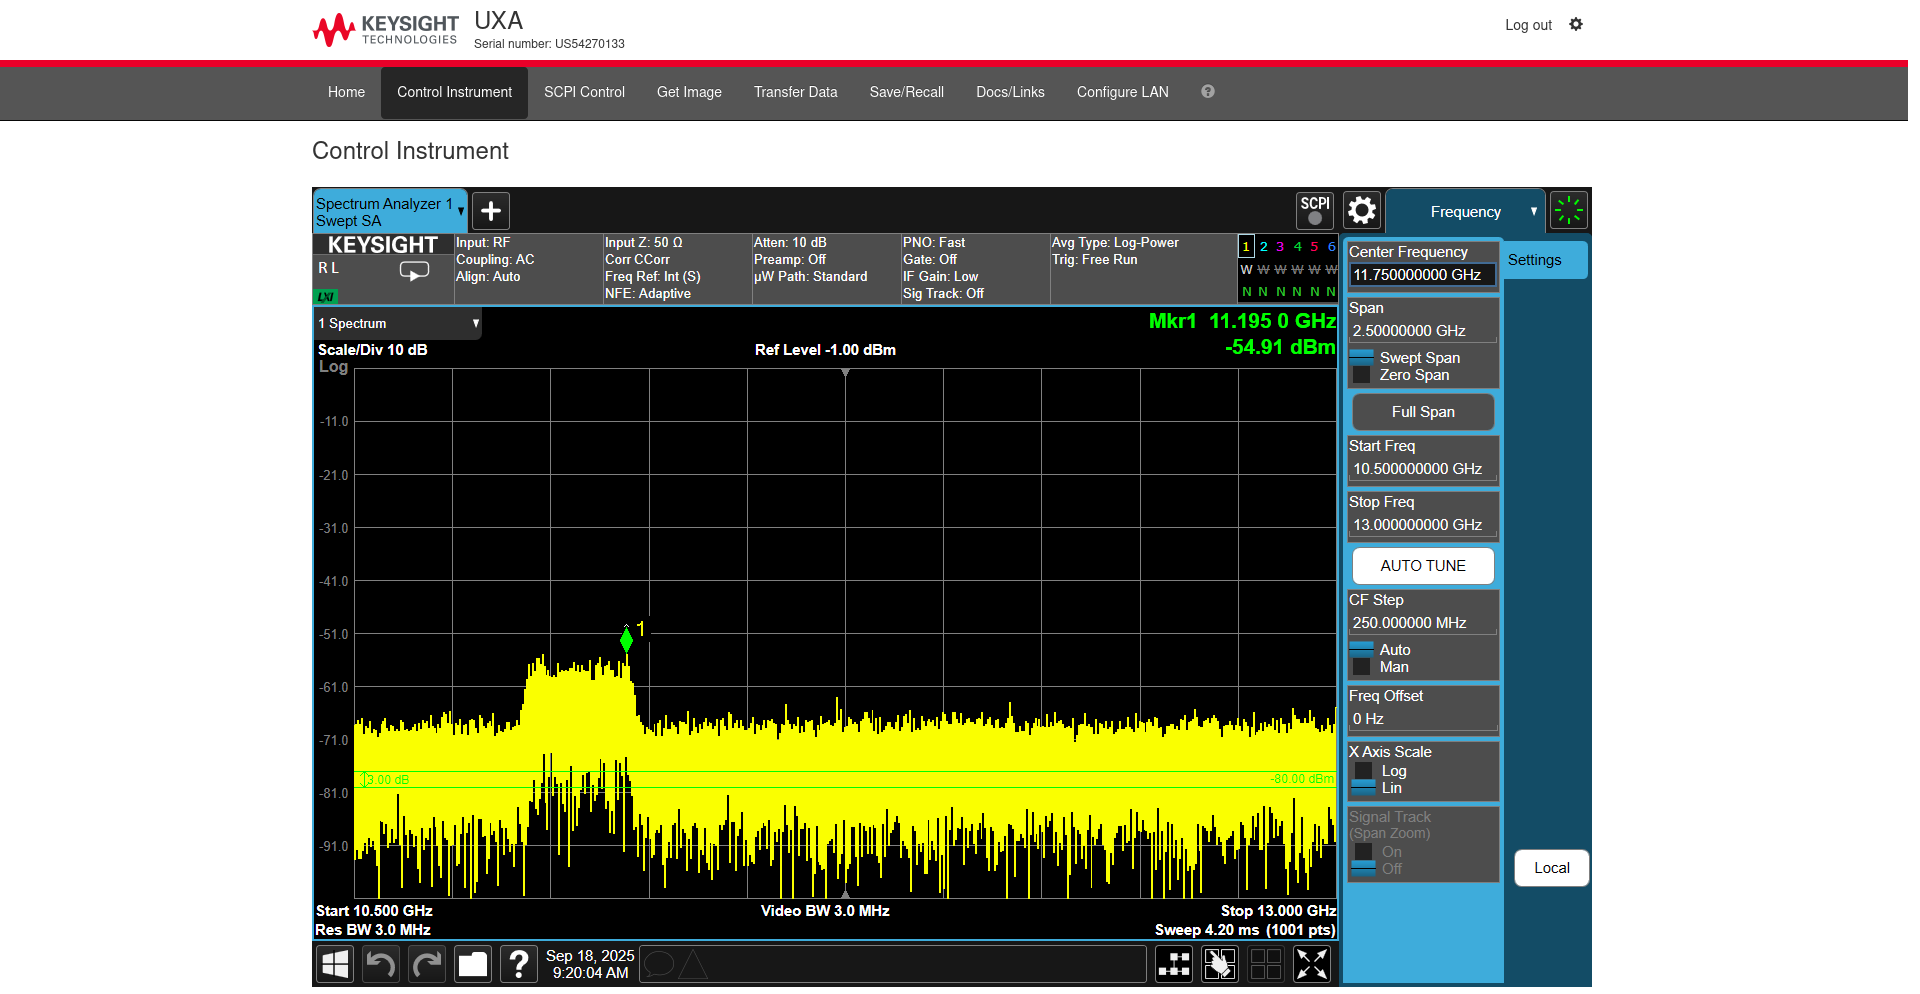 KEYSIGHT
TECHNOLOGIES
UXA
Serial number: US54270133
Log out
Home
Control Instrument
SCPI Control
Get Image
Transfer Data
Save/Recall
Docs/Links
Configure LAN
?
Control Instrument
Spectrum Analyzer 1
Swept SA
SCPI
Frequency
KEYSIGHT
R L
LXI
Input: RF
Coupling: AC
Align: Auto
Input Z: 50 Ω
Corr CCorr
Freq Ref: Int (S)
NFE: Adaptive
Atten: 10 dB
Preamp: Off
µW Path: Standard
PNO: Fast
Gate: Off
IF Gain: Low
Sig Track: Off
Avg Type: Log-Power
Trig: Free Run
1 2 3 4 5 6
W W W W W W
N N N N N N
1 Spectrum
Scale/Div 10 dB
Log
Ref Level -1.00 dBm
Mkr1 11.195 0 GHz
-54.91 dBm
-11.0
-21.0
-31.0
-41.0
-51.0
-61.0
-71.0
-81.0
-91.0
1
3.00 dB
-80.00 dBm
Start 10.500 GHz
Res BW 3.0 MHz
Video BW 3.0 MHz
Stop 13.000 GHz
Sweep 4.20 ms (1001 pts)
?
Sep 18, 2025
9:20:04 AM
Center Frequency
11.750000000 GHz
Span
2.50000000 GHz
Swept Span
Zero Span
Full Span
Start Freq
10.500000000 GHz
Stop Freq
13.000000000 GHz
AUTO TUNE
CF Step
250.000000 MHz
Auto
Man
Freq Offset
0 Hz
X Axis Scale
Log
Lin
Signal Track
(Span Zoom)
On
Off
Settings
Local